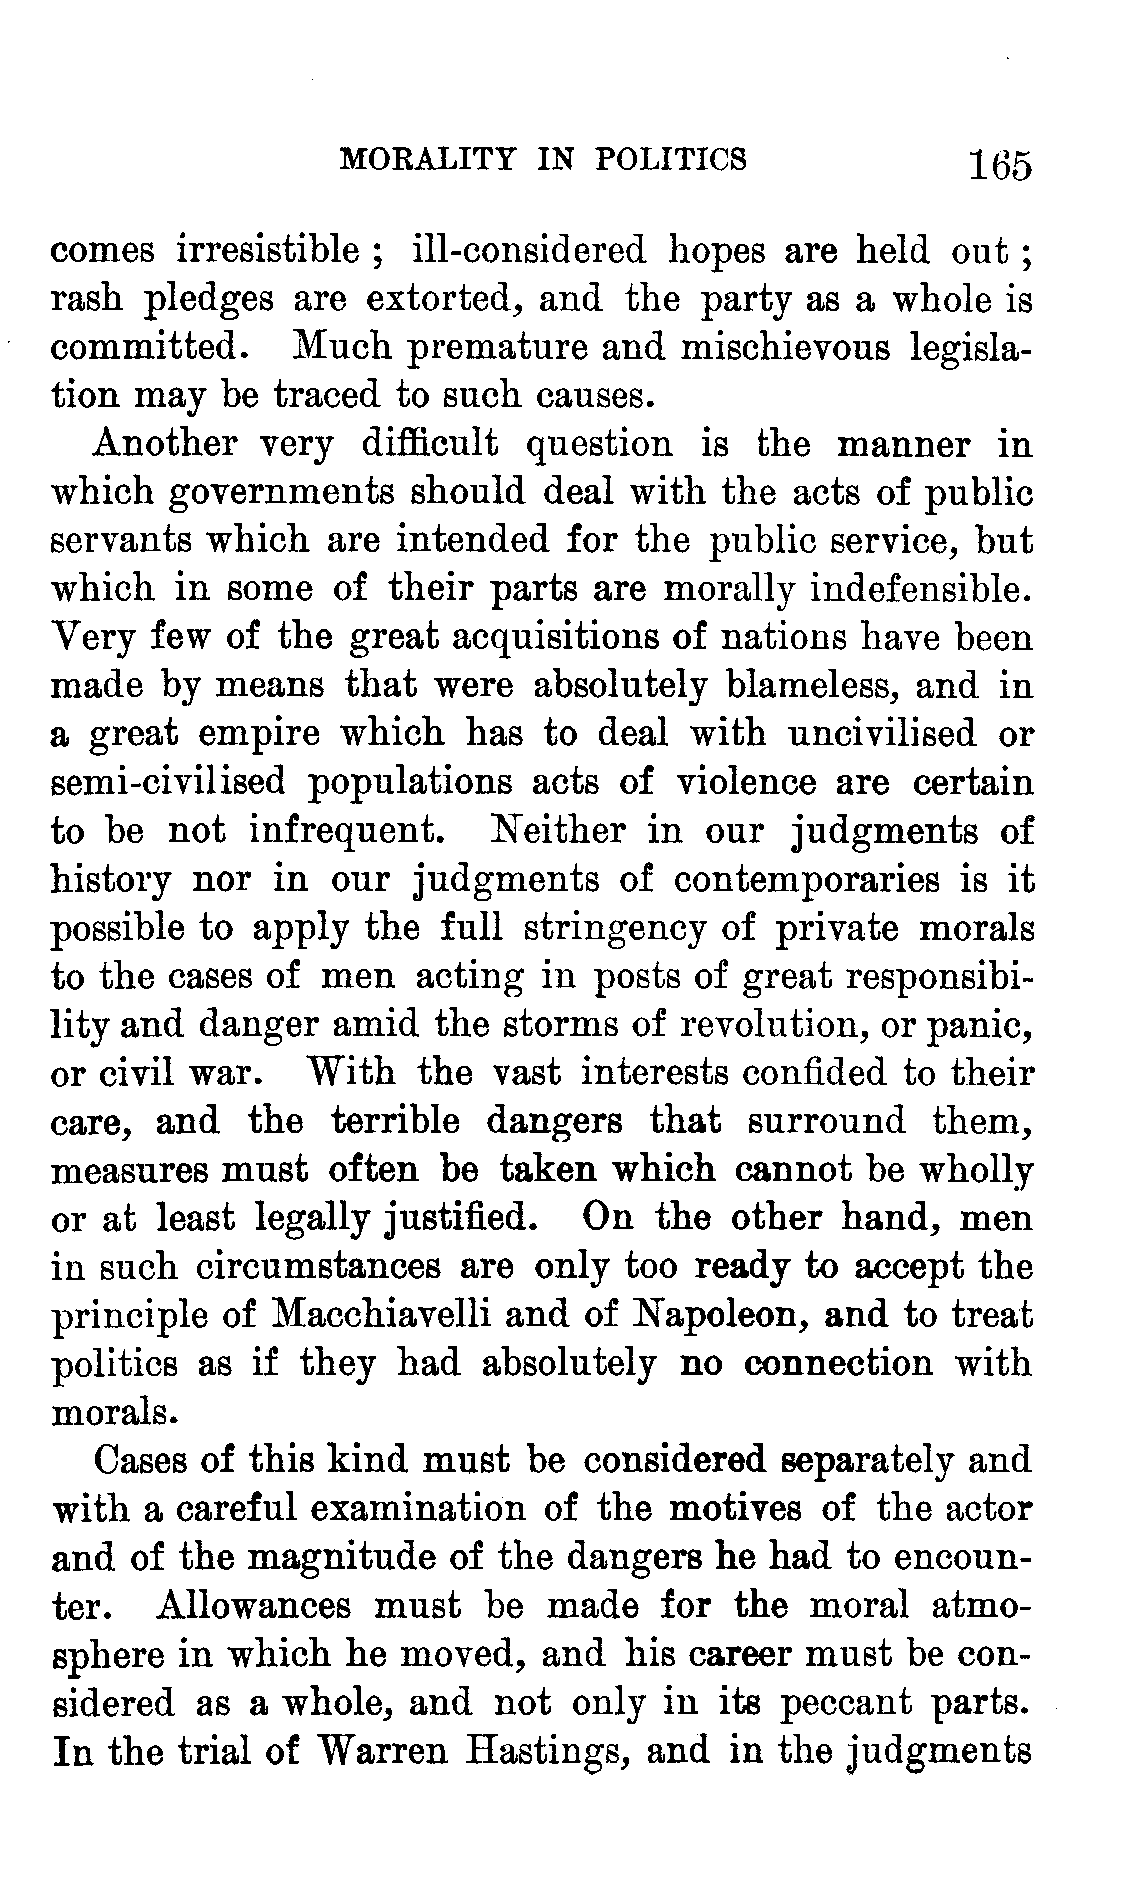 MORALITY IN POLITICS 165
comes irresistible ; ill-considered hopes are held out ;
rash pledges are extorted, and the party as a whole is
committed. Much premature and mischievous legisla-
tion may be traced to such causes.
Another very difficult question is the manner in
which governments should deal with the acts of public
servants which are intended for the public service, but
which in some of their parts are morally indefensible.
Very few of the great acquisitions of nations have been
made by means that were absolutely blameless, and in
a great empire which has to deal with uncivilised or
semi-civilised populations acts of violence are certain
to be not infrequent. Neither in our judgments of
history nor in our judgments of contemporaries is it
possible to apply the full stringency of private morals
to the cases of men acting in posts of great responsibi-
lity and danger amid the storms of revolution, or panic,
or civil war. With the vast interests confided to their
care, and the terrible dangers that surround them,
measures must often be taken which cannot be wholly
or at least legally justified. On the other hand, men
in such circumstances are only too ready to accept the
principle of Macchiavelli and of Napoleon, and to treat
politics as if they had absolutely no connection with
morals.
Cases of this kind must be considered separately and
with a careful examination of the motives of the actor
and of the magnitude of the dangers he had to encoun-
ter. Allowances must be made for the moral atmo-
sphere in which he moved, and his career must be con-
sidered as a whole, and not only in its peccant parts.
In the trial of Warren Hastings, and in the judgments